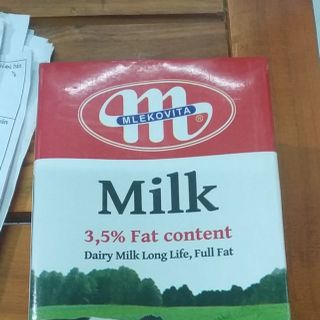 m
MLEKOVITA
®
Milk
3,5% Fat content
Dairy Milk Long Life, Full Fat